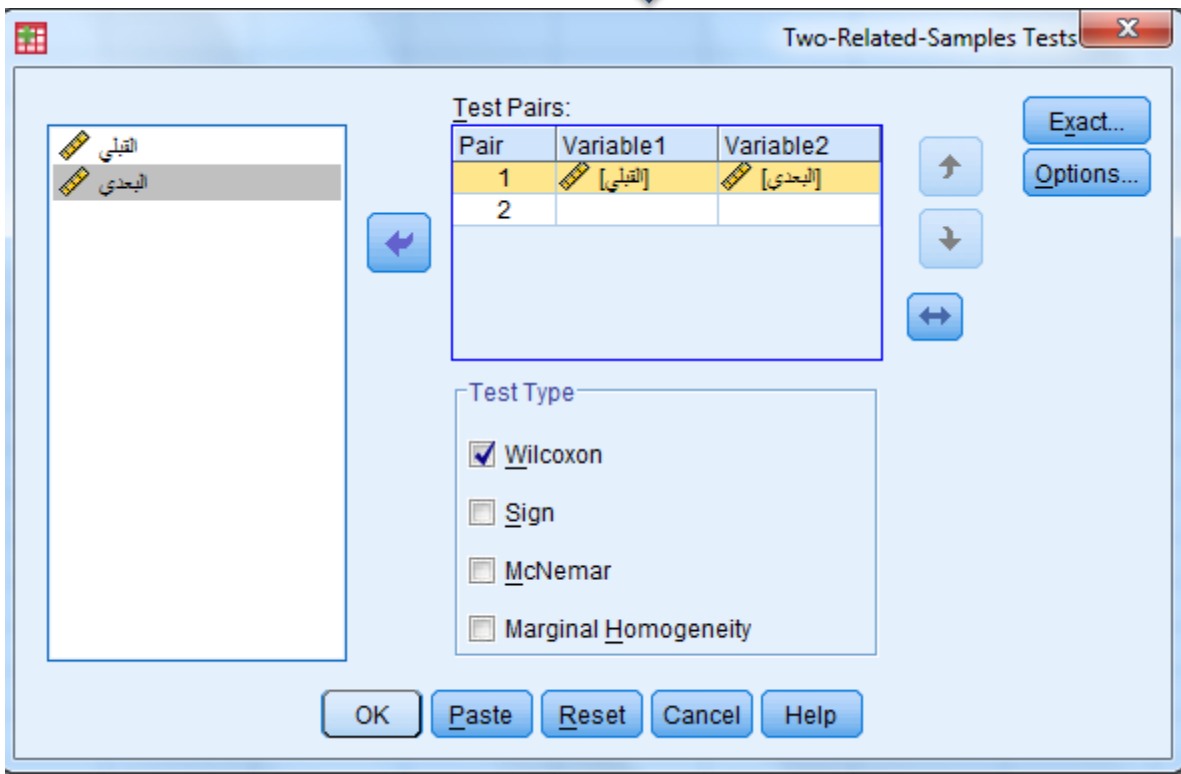 Two-Related-Samples Tests
X
القبلي
البعدي
Test Pairs:
Pair Variable1 Variable2
1 [القبلي] [البعدي]
2
Exact...
Options...
Test Type
Wilcoxon
Sign
McNemar
Marginal Homogeneity
OK Paste Reset Cancel Help